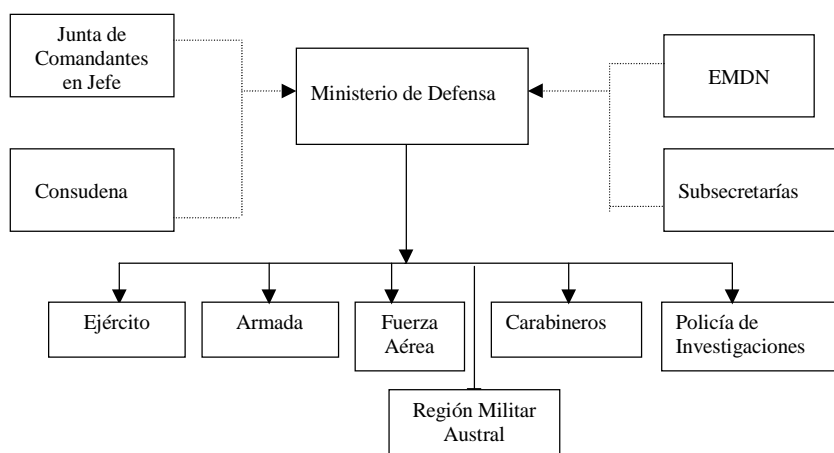 Junta de
Comandantes
en Jefe
Ministerio de Defensa
EMDN
Consudena
Subsecretarías
Ejército
Armada
Fuerza
Aérea
Carabineros
Policía de
Investigaciones
Región Militar
Austral